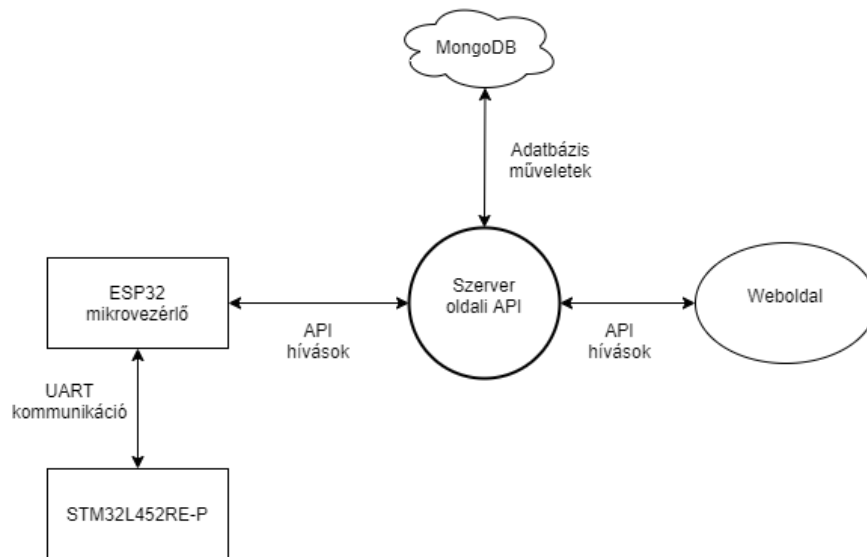 MongoDB
Adatbázis
műveletek
ESP32
mikrovezérlő
API
hívások
Szerver
oldali API
API
hívások
Weboldal
UART
kommunikáció
STM32L452RE-P